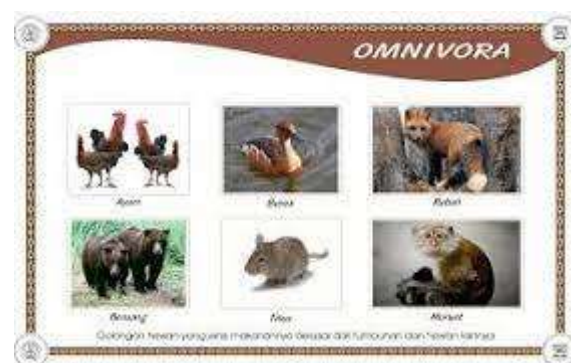 OMNIVORA
Ayam
Bebek
Rubah
Beruang
Tikus
Monyet
Golongan hewan yang jenis makanannya berasal dari tumbuhan dan hewan lainnya